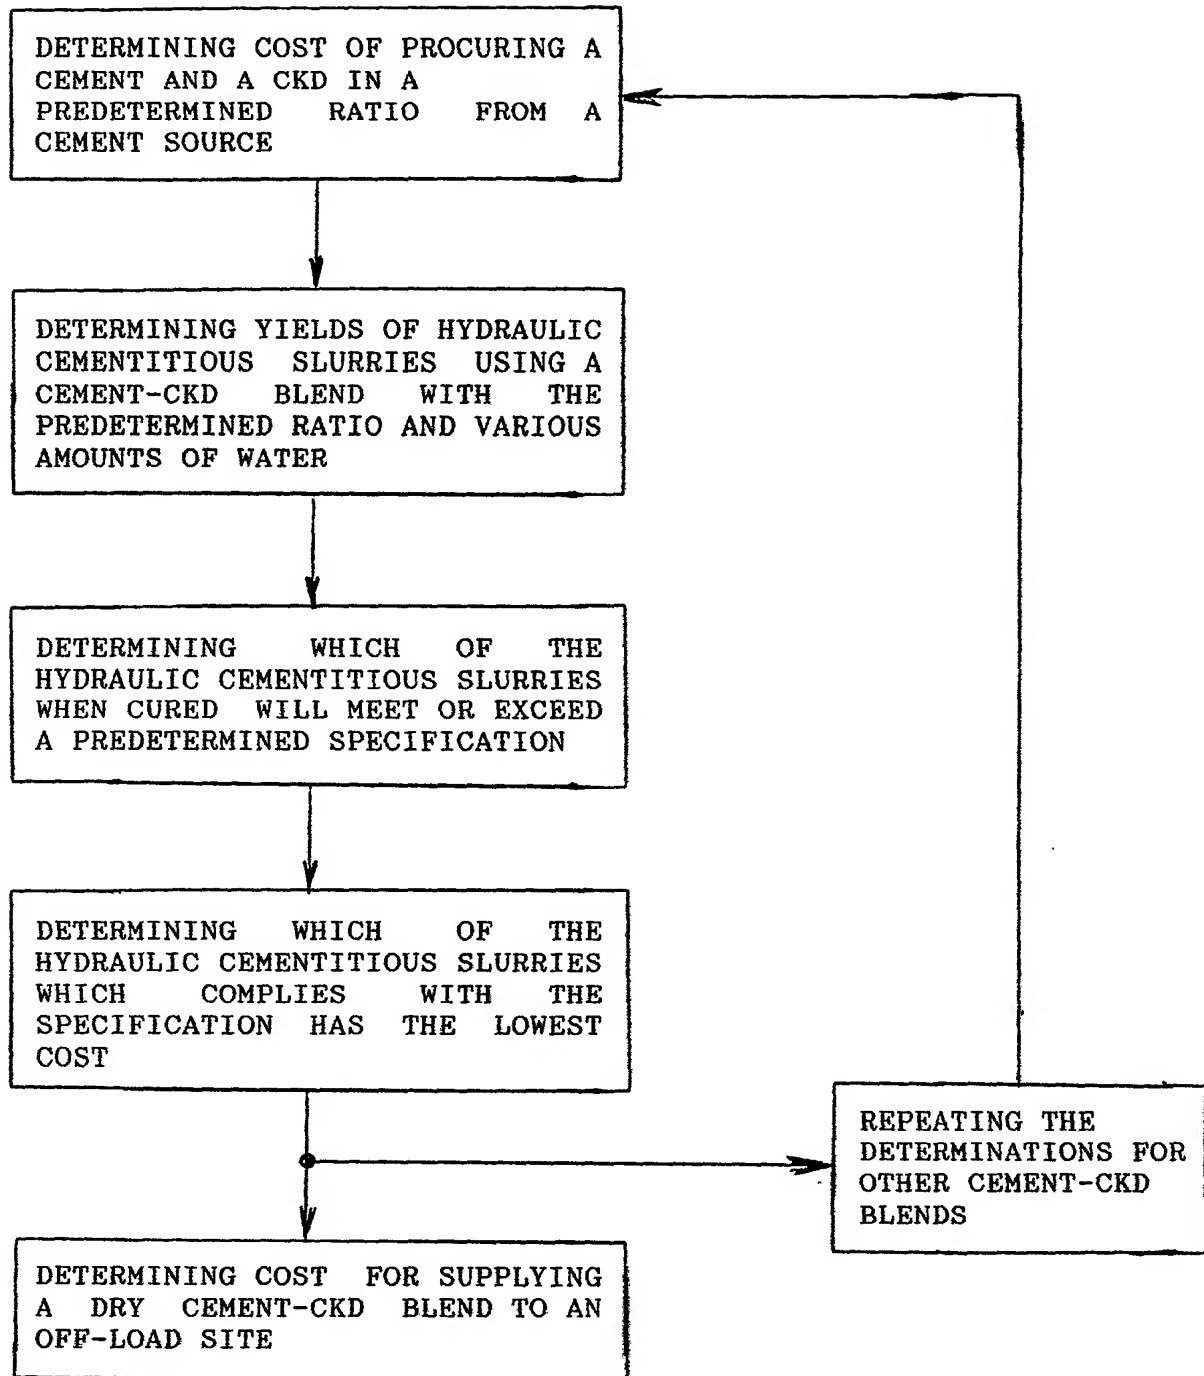 DETERMINING COST OF PROCURING A
CEMENT AND A CKD IN A
PREDETERMINED RATIO FROM A
CEMENT SOURCE
DETERMINING YIELDS OF HYDRAULIC
CEMENTITIOUS SLURRIES USING A
CEMENT-CKD BLEND WITH THE
PREDETERMINED RATIO AND VARIOUS
AMOUNTS OF WATER
DETERMINING WHICH OF THE
HYDRAULIC CEMENTITIOUS SLURRIES
WHEN CURED WILL MEET OR EXCEED
A PREDETERMINED SPECIFICATION
DETERMINING WHICH OF THE
HYDRAULIC CEMENTITIOUS SLURRIES
WHICH COMPLIES WITH THE
SPECIFICATION HAS THE LOWEST
COST
REPEATING THE
DETERMINATIONS FOR
OTHER CEMENT-CKD
BLENDS
DETERMINING COST FOR SUPPLYING
A DRY CEMENT-CKD BLEND TO AN
OFF-LOAD SITE